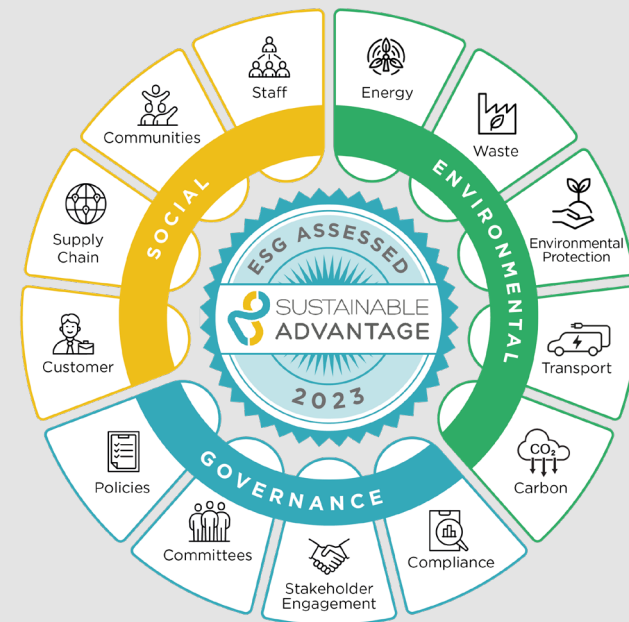 Staff
Energy
Communities
Waste
Supply
Chain
Environmental
Protection
Customer
Transport
Policies
Carbon
CO₂
Committees
Compliance
Stakeholder
Engagement
SOCIAL
ENVIRONMENTAL
GOVERNANCE
ESG ASSESSED
SUSTAINABLE
ADVANTAGE
2023